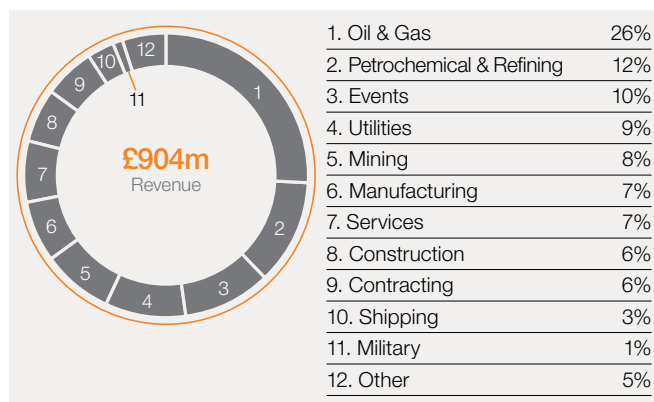 1
2
3
4
5
6
7
8
9
10
11
12
£904m
Revenue
1. Oil & Gas 26%
2. Petrochemical & Refining 12%
3. Events 10%
4. Utilities 9%
5. Mining 8%
6. Manufacturing 7%
7. Services 7%
8. Construction 6%
9. Contracting 6%
10. Shipping 3%
11. Military 1%
12. Other 5%